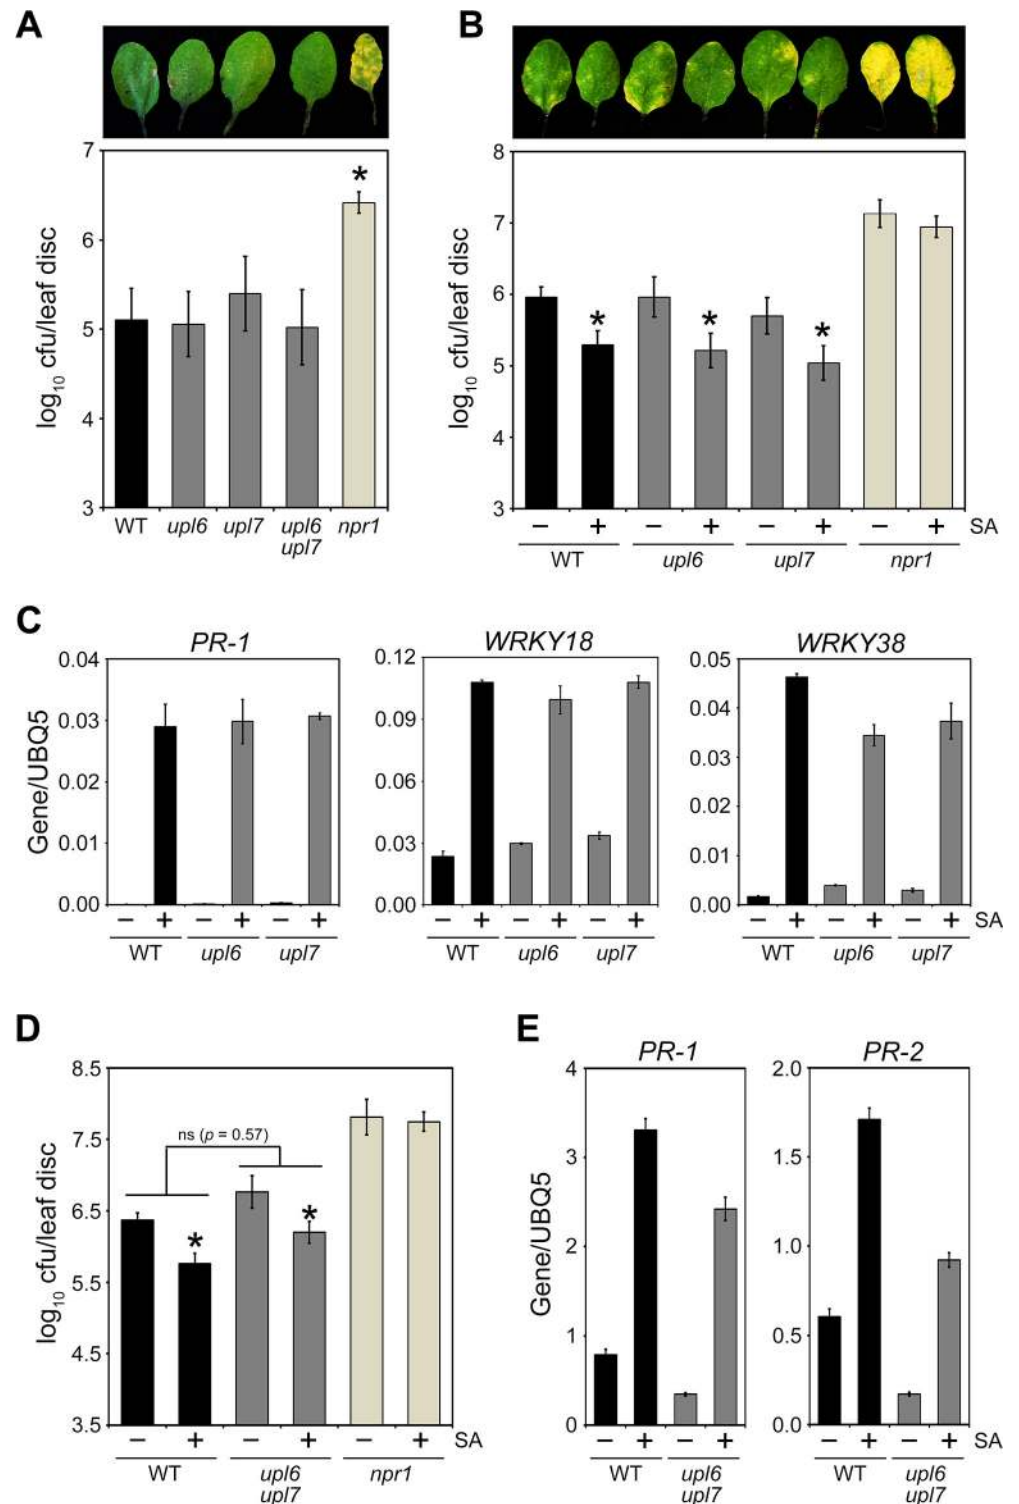 A
B
7
6
5
4
3
log10 cfu/leaf disc
*
WT upl6 upl7 upl6 npr1
upl7
8
7
6
5
4
3
log10 cfu/leaf disc
* * *
− + − + − + − + SA
WT upl6 upl7 npr1
C
PR-1 WRKY18 WRKY38
Gene/UBQ5
0.04
0.03
0.02
0.01
0.00
− + − + − +
WT upl6 upl7
0.12
0.09
0.06
0.03
0.00
− + − + − +
WT upl6 upl7
0.05
0.04
0.03
0.02
0.01
0.00
− + − + − + SA
WT upl6 upl7
D
8.5
7.5
6.5
5.5
4.5
3.5
log10 cfu/leaf disc
ns (p = 0.57)
* *
− + − + − + SA
WT upl6 npr1
upl7
E
PR-1 PR-2
Gene/UBQ5
4
3
2
1
0
− + − +
WT upl6
upl7
2.0
1.5
1.0
0.5
0.0
− + − + SA
WT upl6
upl7